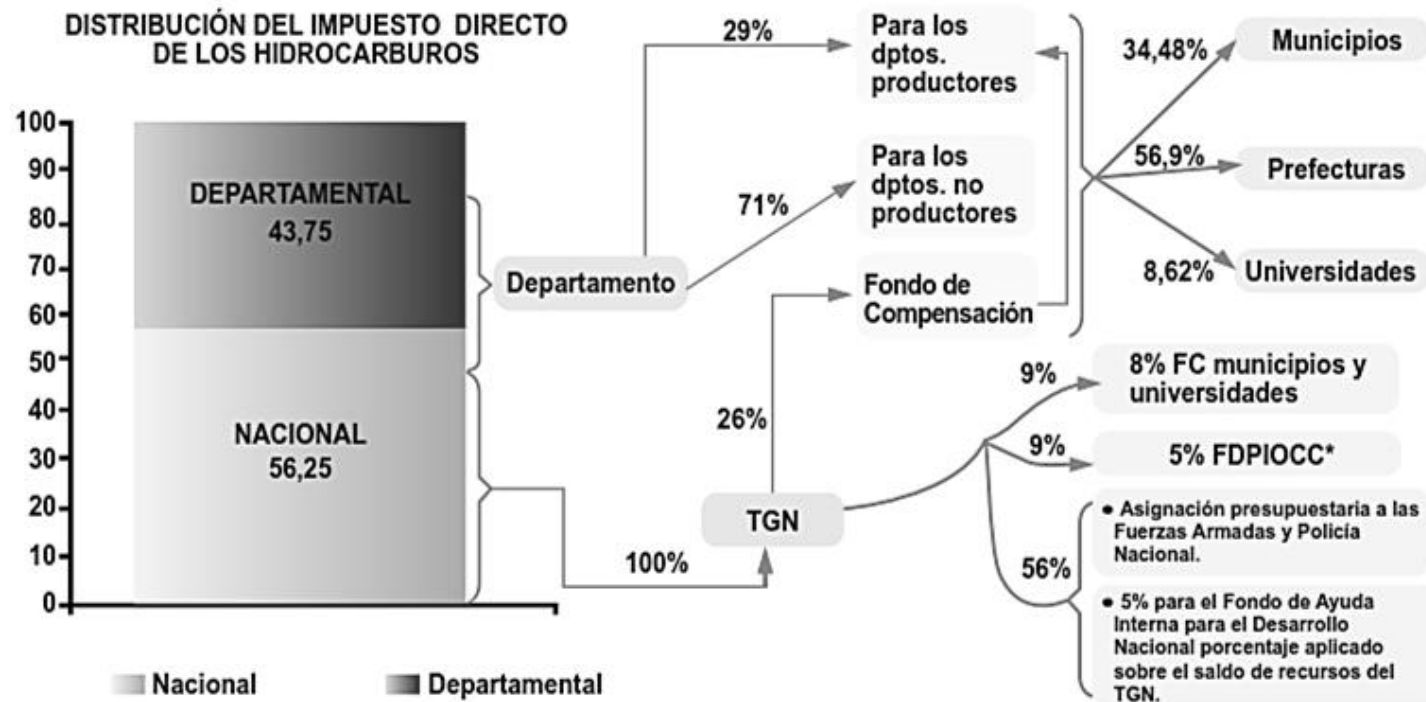 DISTRIBUCIÓN DEL IMPUESTO DIRECTO
DE LOS HIDROCARBUROS
100
90
80
70
60
50
40
30
20
10
0
DEPARTAMENTAL
43,75
NACIONAL
56,25
Nacional
Departamental
Departamento
29%
71%
Para los
dptos.
productores
Para los
dptos. no
productores
Fondo de
Compensación
34,48%
56,9%
8,62%
Municipios
Prefecturas
Universidades
100%
TGN
26%
9%
8% FC municipios y
universidades
9%
5% FDPIOCC*
56%
• Asignación presupuestaria a las
Fuerzas Armadas y Policía
Nacional.
• 5% para el Fondo de Ayuda
Interna para el Desarrollo
Nacional porcentaje aplicado
sobre el saldo de recursos del
TGN.